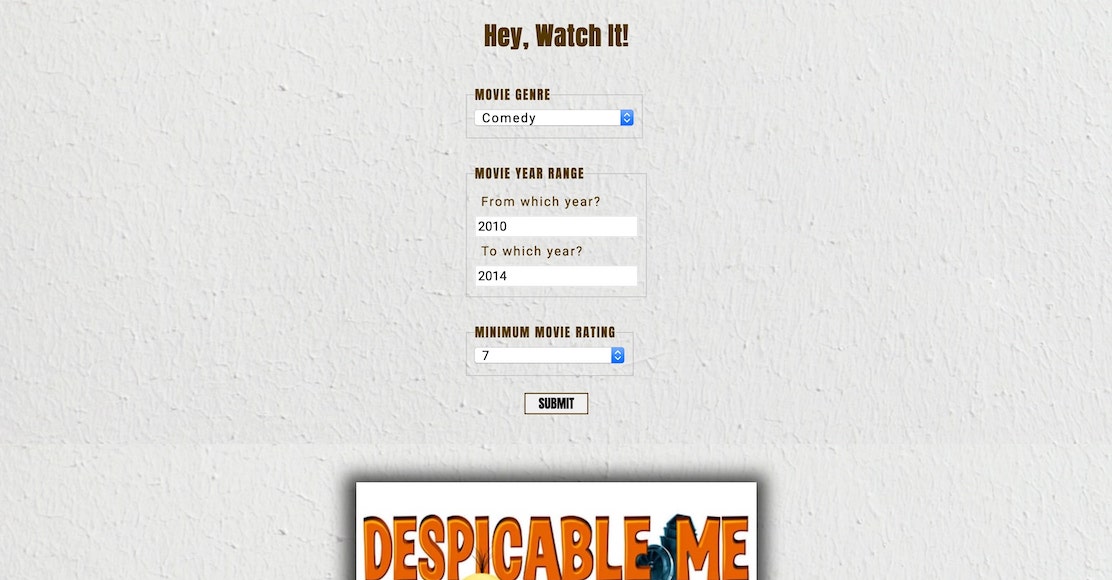 Hey, Watch It!
MOVIE GENRE
Comedy
MOVIE YEAR RANGE
From which year?
2010
To which year?
2014
MINIMUM MOVIE RATING
7
SUBMIT
DESPICABLE ME